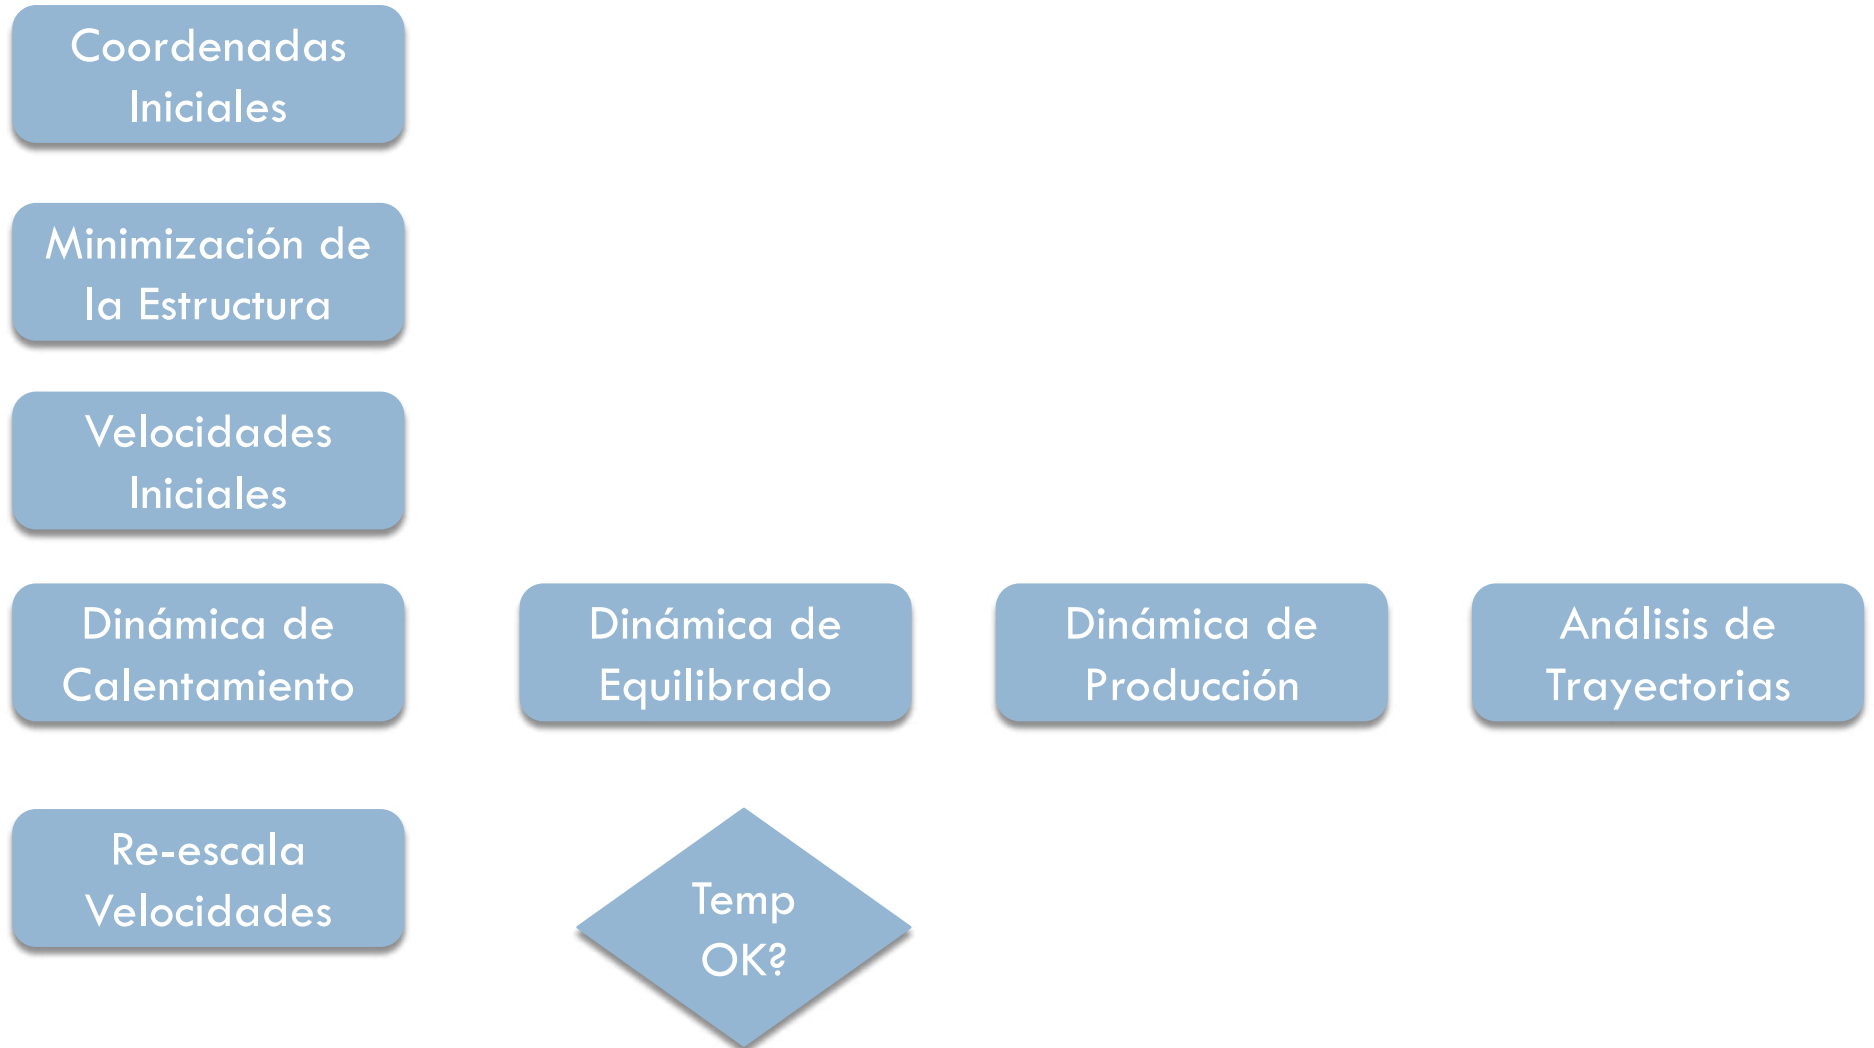 Coordenadas
Iniciales
Minimización de
la Estructura
Velocidades
Iniciales
Dinámica de
Calentamiento
Dinámica de
Equilibrado
Dinámica de
Producción
Análisis de
Trayectorias
Re-escala
Velocidades
Temp
OK?